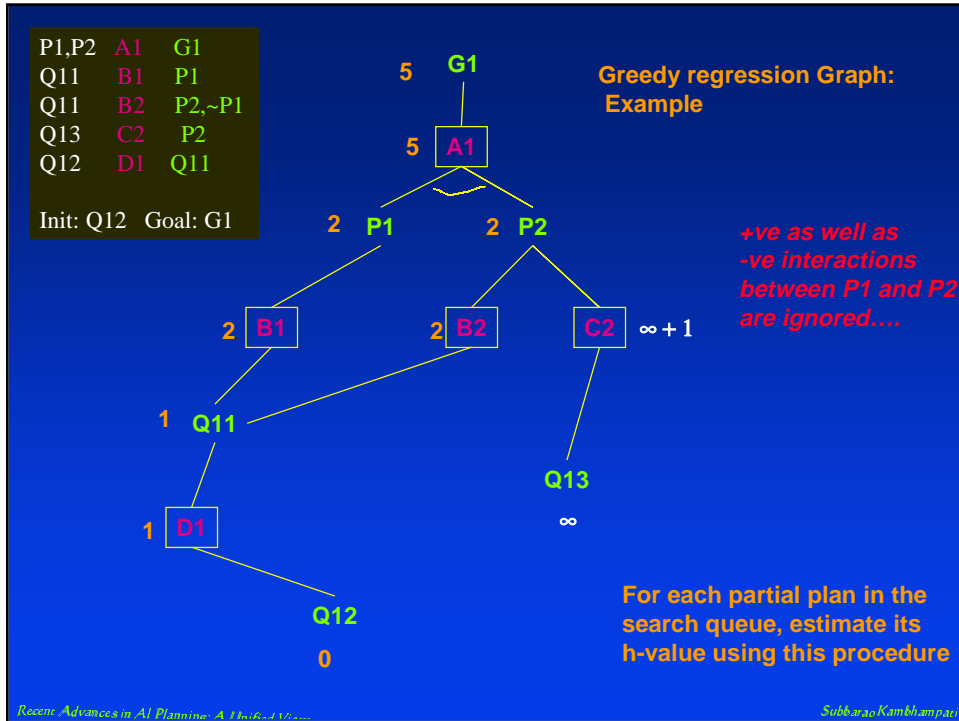 P1,P2 A1 G1
Q11 B1 P1
Q11 B2 P2,~P1
Q13 C2 P2
Q12 D1 Q11
Init: Q12 Goal: G1
Greedy regression Graph:
Example
5 G1
5 A1
2 P1 2 P2
+ve as well as
-ve interactions
between P1 and P2
are ignored....
2 B1 2 B2 C2 ∞ + 1
1 Q11
Q13
∞
1 D1
Q12
0
For each partial plan in the
search queue, estimate its
h-value using this procedure
Recent Advances in AI Planning: A Unified View
Subbarao Kambhampati